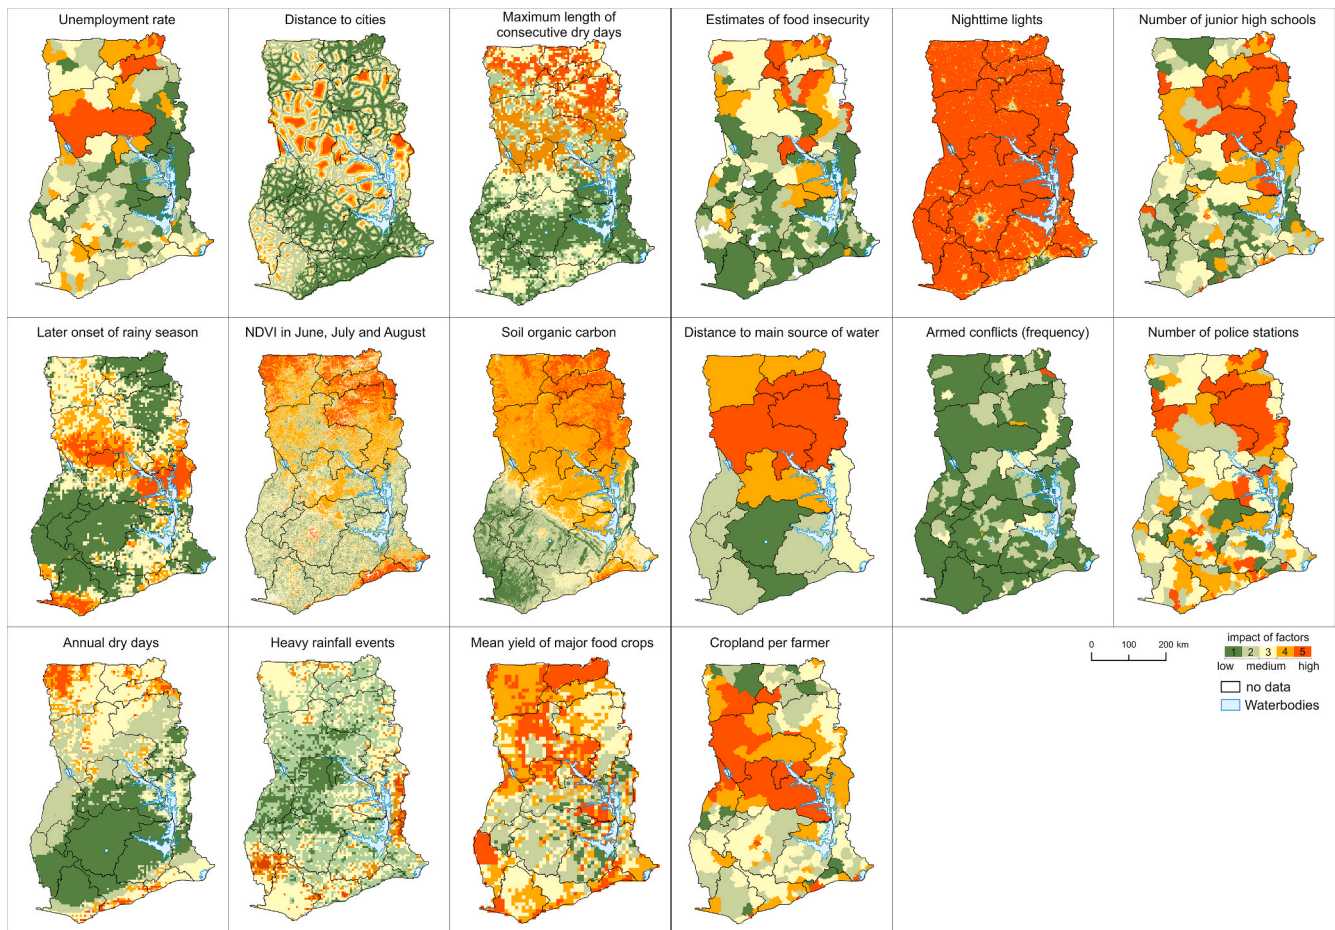 Unemployment rate
Distance to cities
Maximum length of
consecutive dry days
Estimates of food insecurity
Nighttime lights
Number of junior high schools
Later onset of rainy season
NDVI in June, July and August
Soil organic carbon
Distance to main source of water
Armed conflicts (frequency)
Number of police stations
Annual dry days
Heavy rainfall events
Mean yield of major food crops
Cropland per farmer
0 100 200 km
impact of factors
1 2 3 4 5
low medium high
no data
Waterbodies